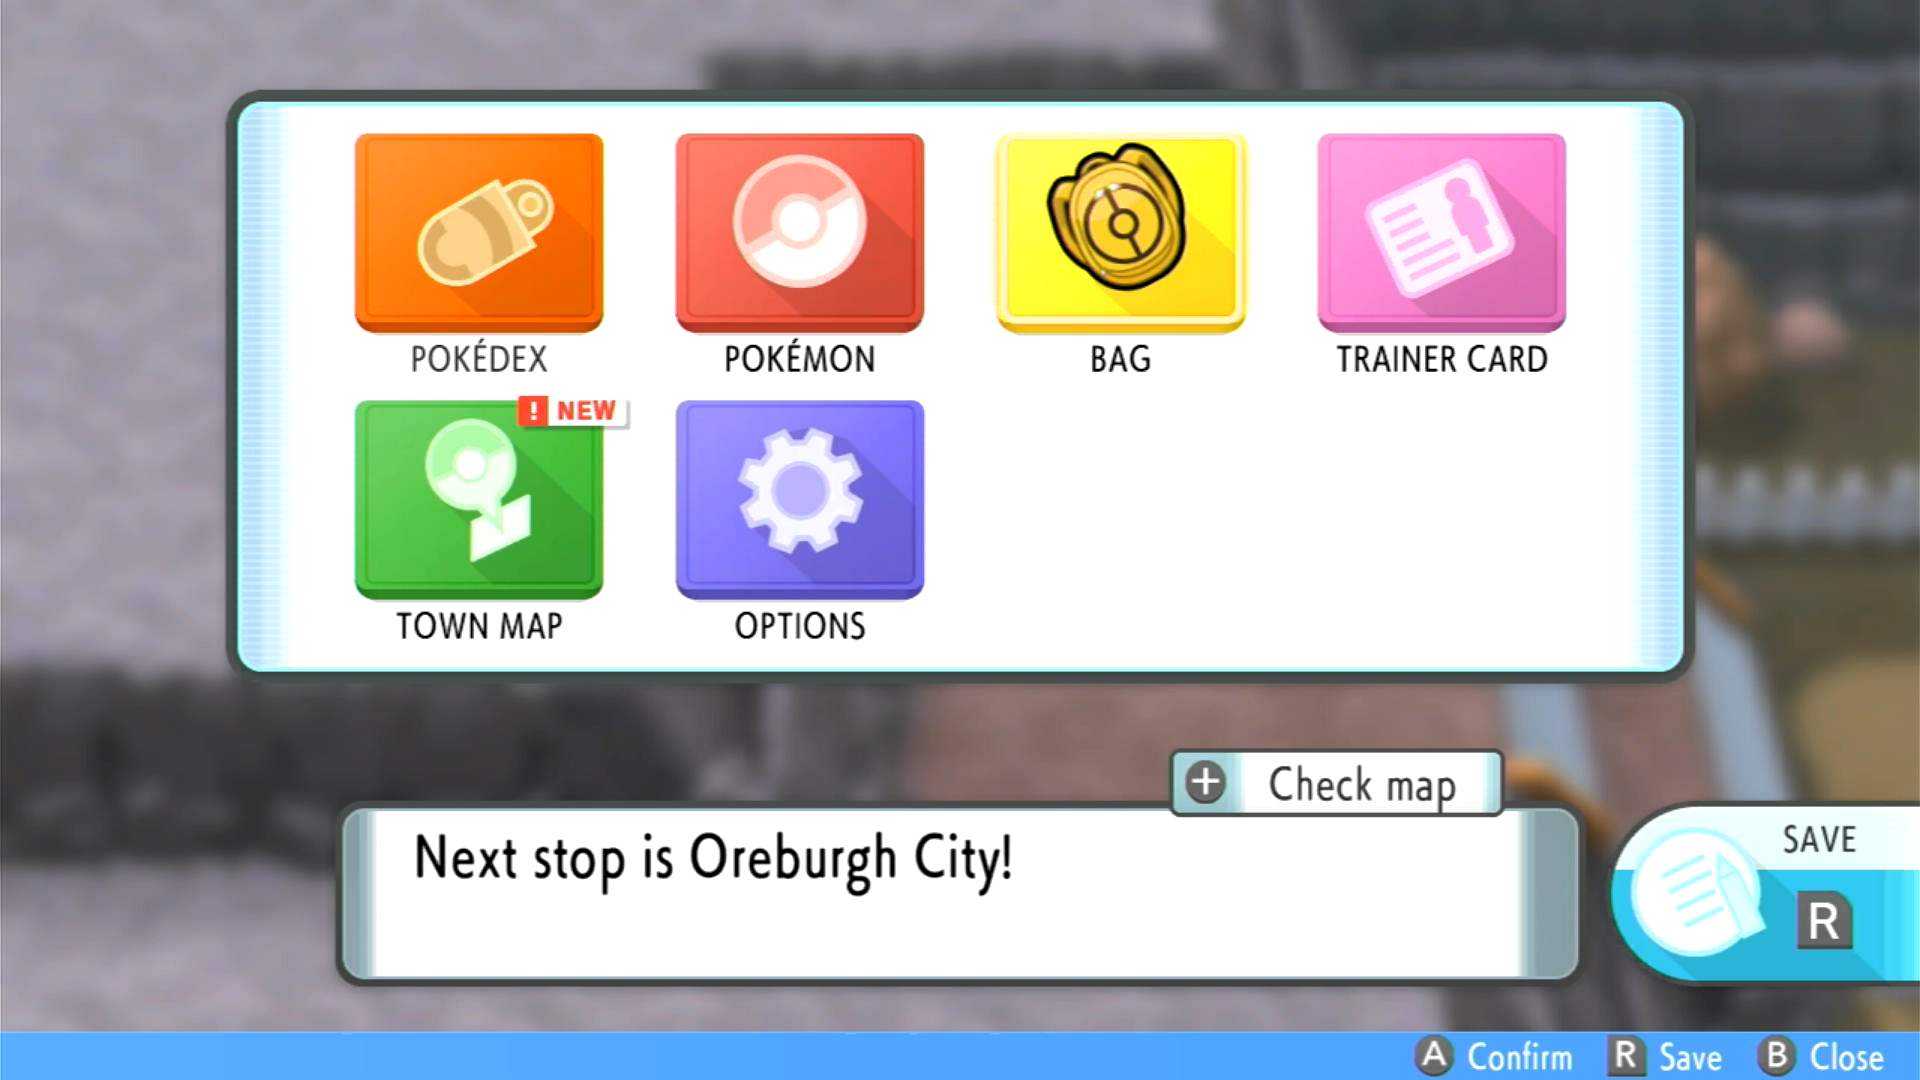 POKÉDEX
POKÉMON
BAG
TRAINER CARD
! NEW
TOWN MAP
OPTIONS
+ Check map
Next stop is Oreburgh City!
SAVE
R
A Confirm R Save B Close